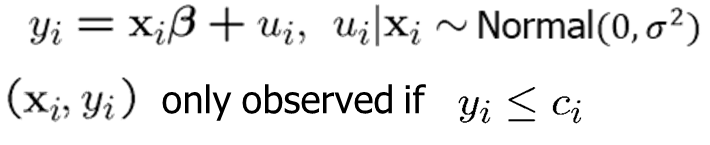 yᵢ = xᵢβ + uᵢ, uᵢ|xᵢ ~ Normal(0, σ²)
(xᵢ, yᵢ) only observed if yᵢ ≤ cᵢ